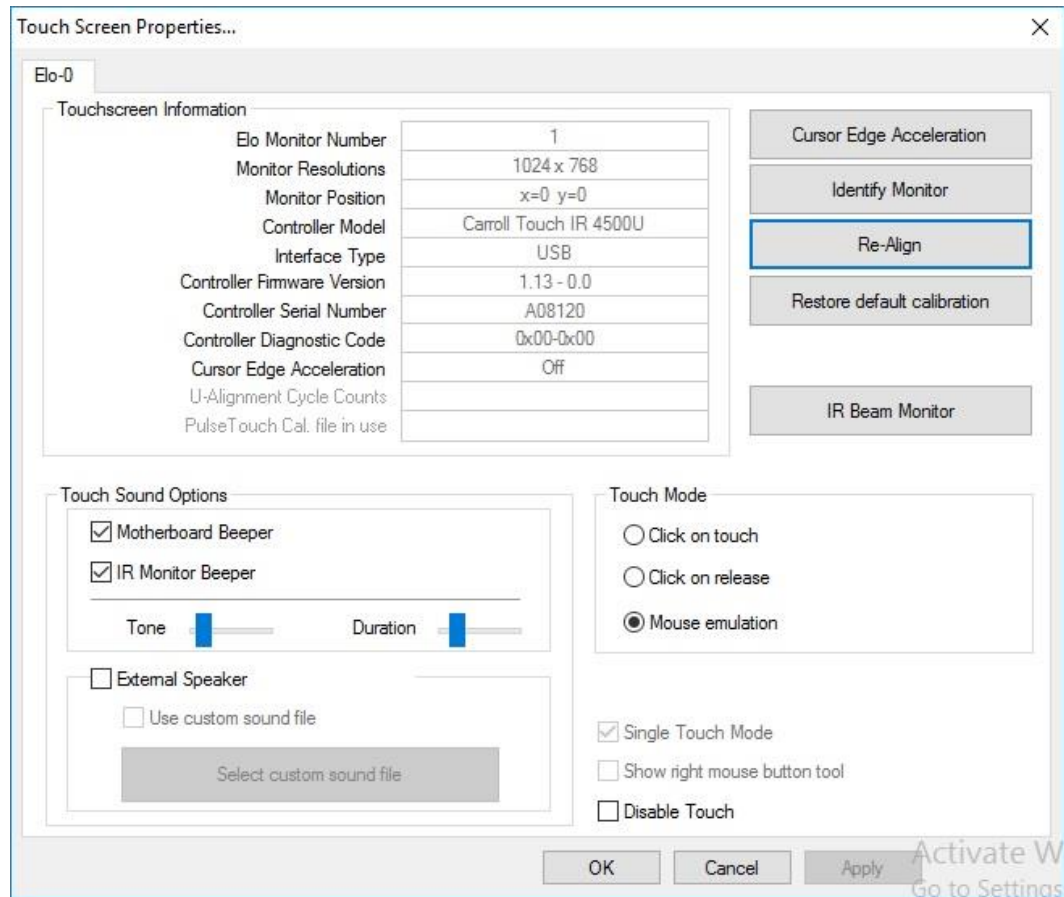 Touch Screen Properties...
Elo-0
Touchscreen Information
Elo Monitor Number 1
Monitor Resolutions 1024 x 768
Monitor Position x=0 y=0
Controller Model Carroll Touch IR 4500U
Interface Type USB
Controller Firmware Version 1.13 - 0.0
Controller Serial Number A08120
Controller Diagnostic Code 0x00-0x00
Cursor Edge Acceleration Off
U-Alignment Cycle Counts
PulseTouch Cal. file in use
Cursor Edge Acceleration
Identify Monitor
Re-Align
Restore default calibration
IR Beam Monitor
Touch Sound Options
Motherboard Beeper
IR Monitor Beeper
Tone Duration
External Speaker
Use custom sound file
Select custom sound file
Touch Mode
Click on touch
Click on release
Mouse emulation
Single Touch Mode
Show right mouse button tool
Disable Touch
OK Cancel Apply
Activate W
Go to Settings